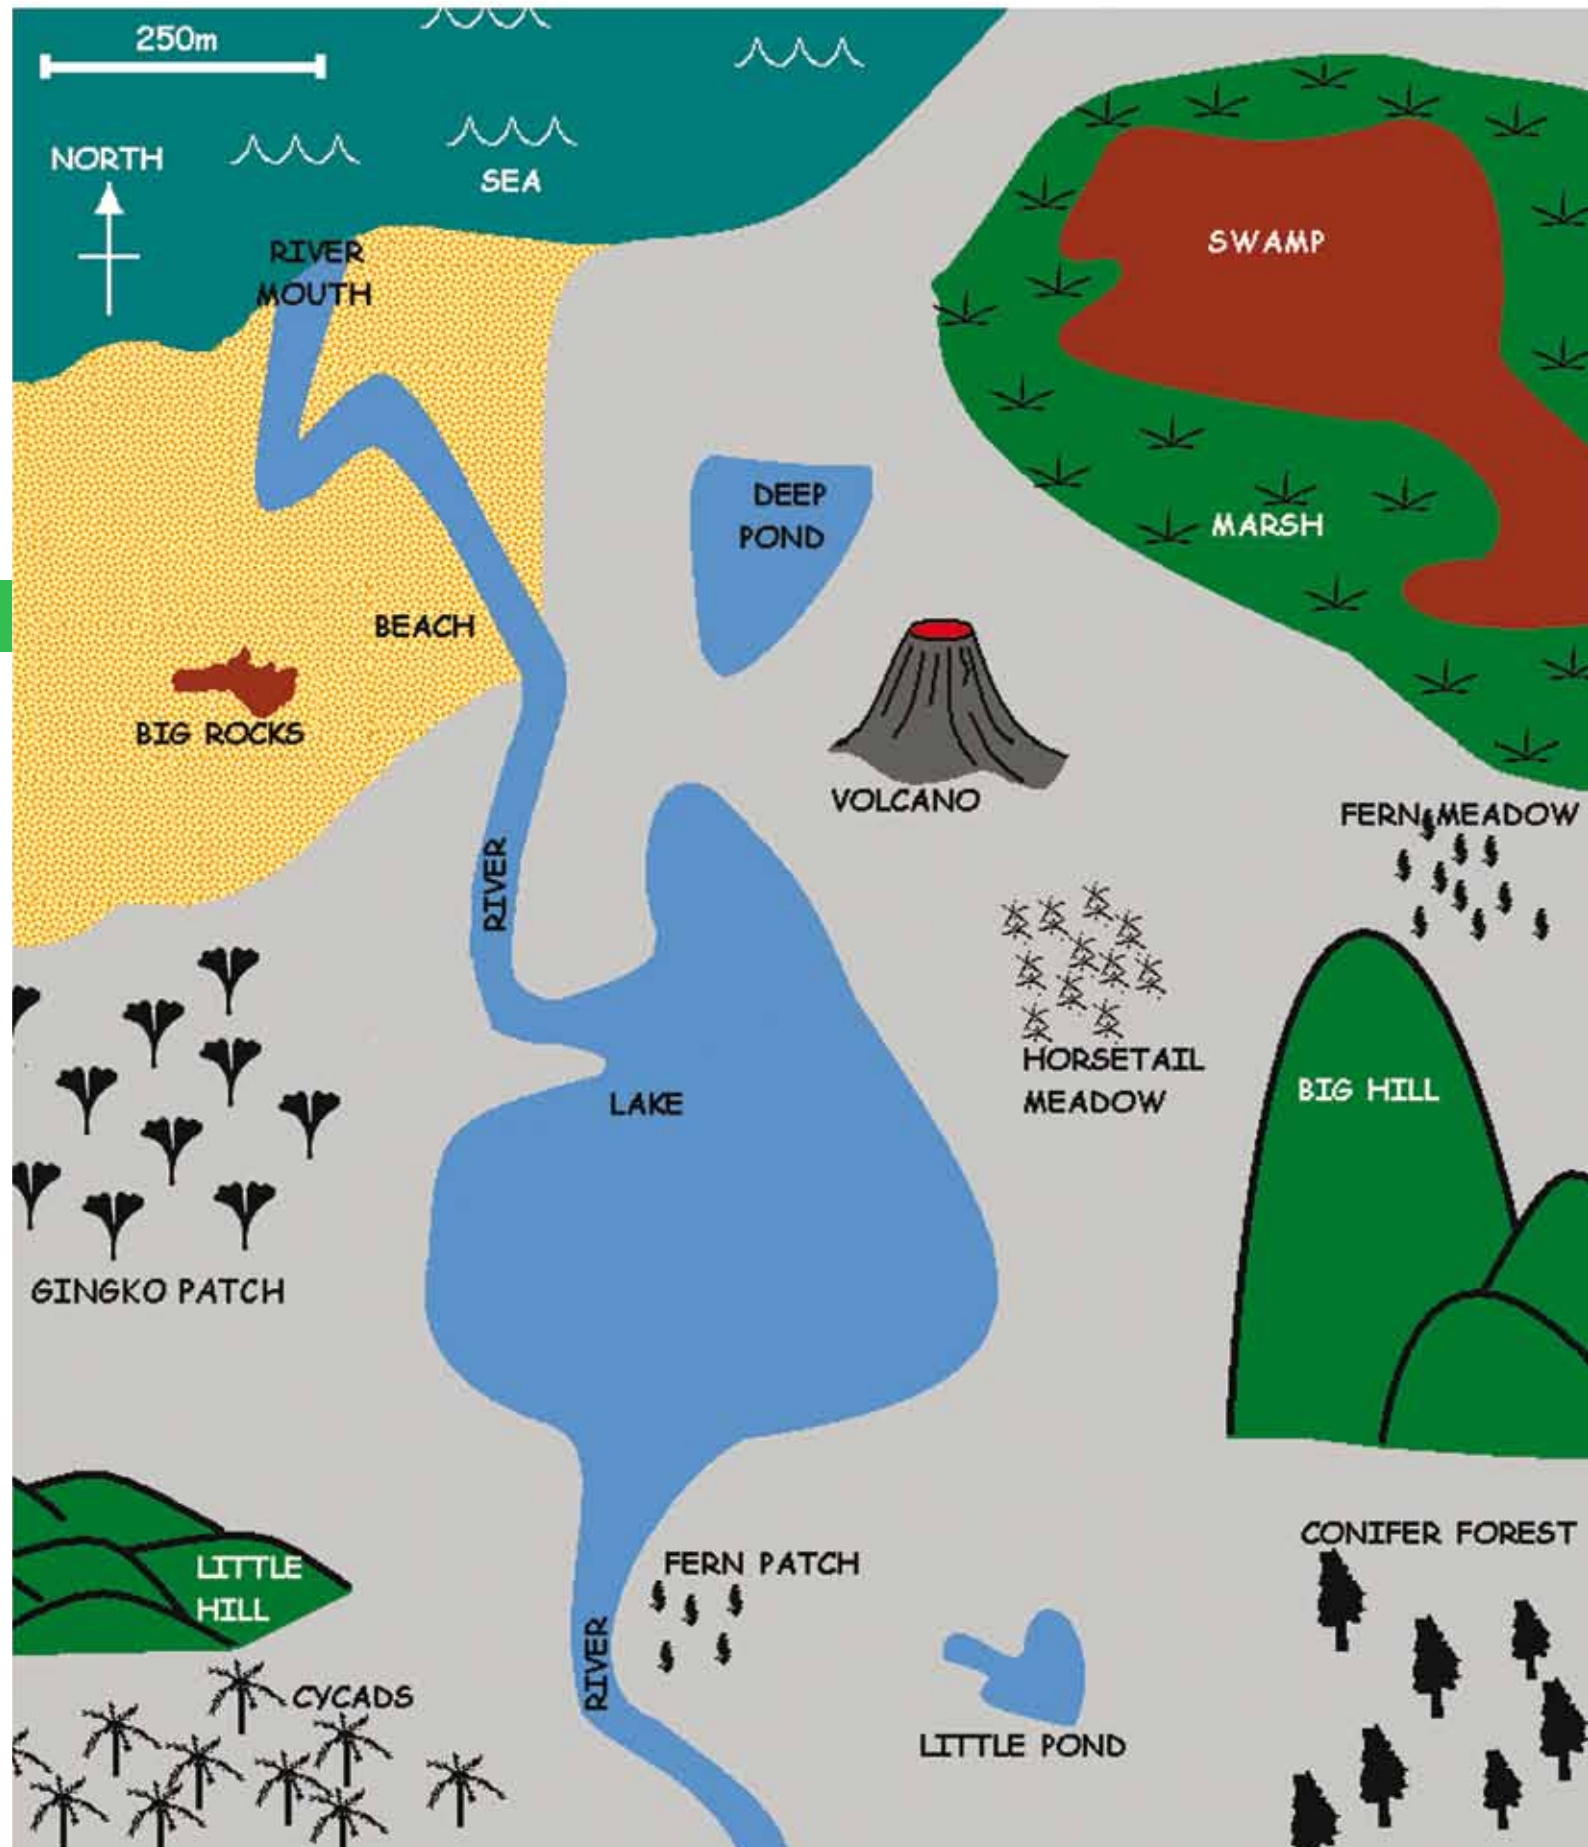 250m
NORTH
SEA
RIVER
MOUTH
SWAMP
DEEP
POND
MARSH
BEACH
BIG ROCKS
VOLCANO
FERN MEADOW
RIVER
HORSETAIL
MEADOW
BIG HILL
LAKE
GINGKO PATCH
CONIFER FOREST
FERN PATCH
LITTLE
HILL
RIVER
CYCADS
LITTLE POND